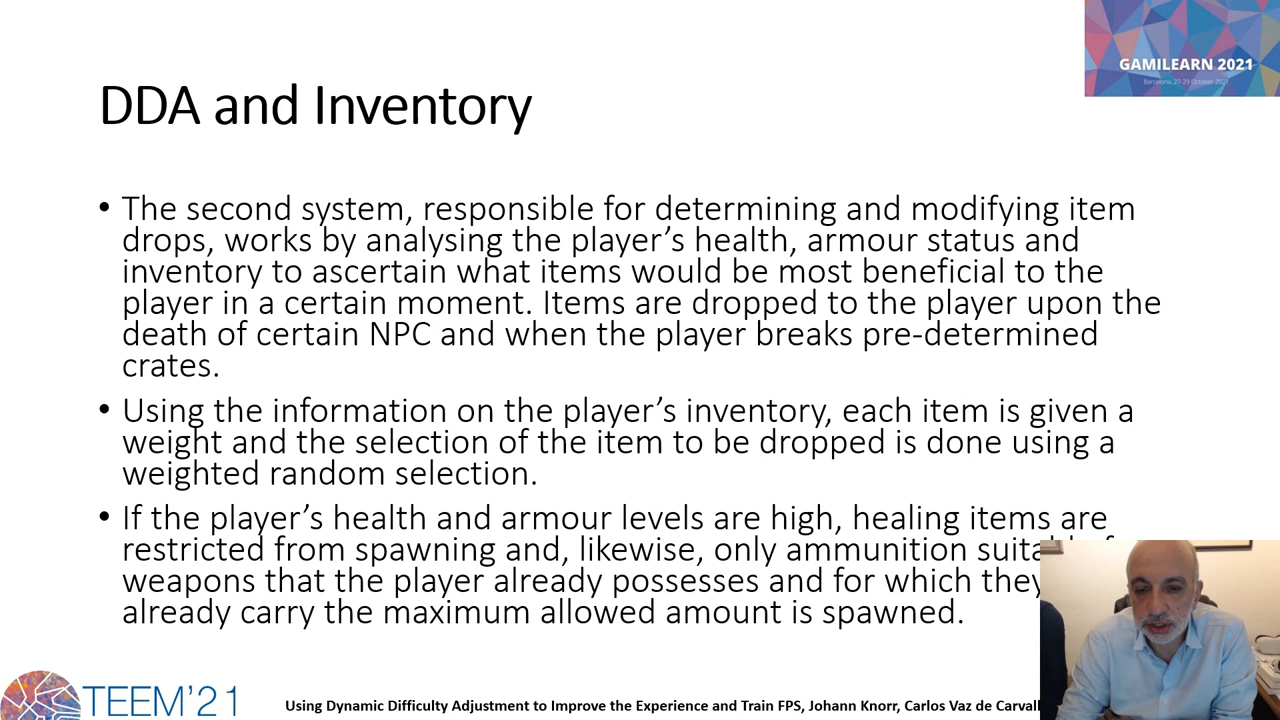 GAMILEARN 2021
Barcelona, 27-29 October 2021
DDA and Inventory
• The second system, responsible for determining and modifying item
drops, works by analysing the player’s health, armour status and
inventory to ascertain what items would be most beneficial to the
player in a certain moment. Items are dropped to the player upon the
death of certain NPC and when the player breaks pre-determined
crates.
• Using the information on the player’s inventory, each item is given a
weight and the selection of the item to be dropped is done using a
weighted random selection.
• If the player’s health and armour levels are high, healing items are
restricted from spawning and, likewise, only ammunition
weapons that the player already possesses and for which they
already carry the maximum allowed amount is spawned.
TEEM’21
Using Dynamic Difficulty Adjustment to Improve the Experience and Train FPS, Johann Knorr, Carlos Vaz de